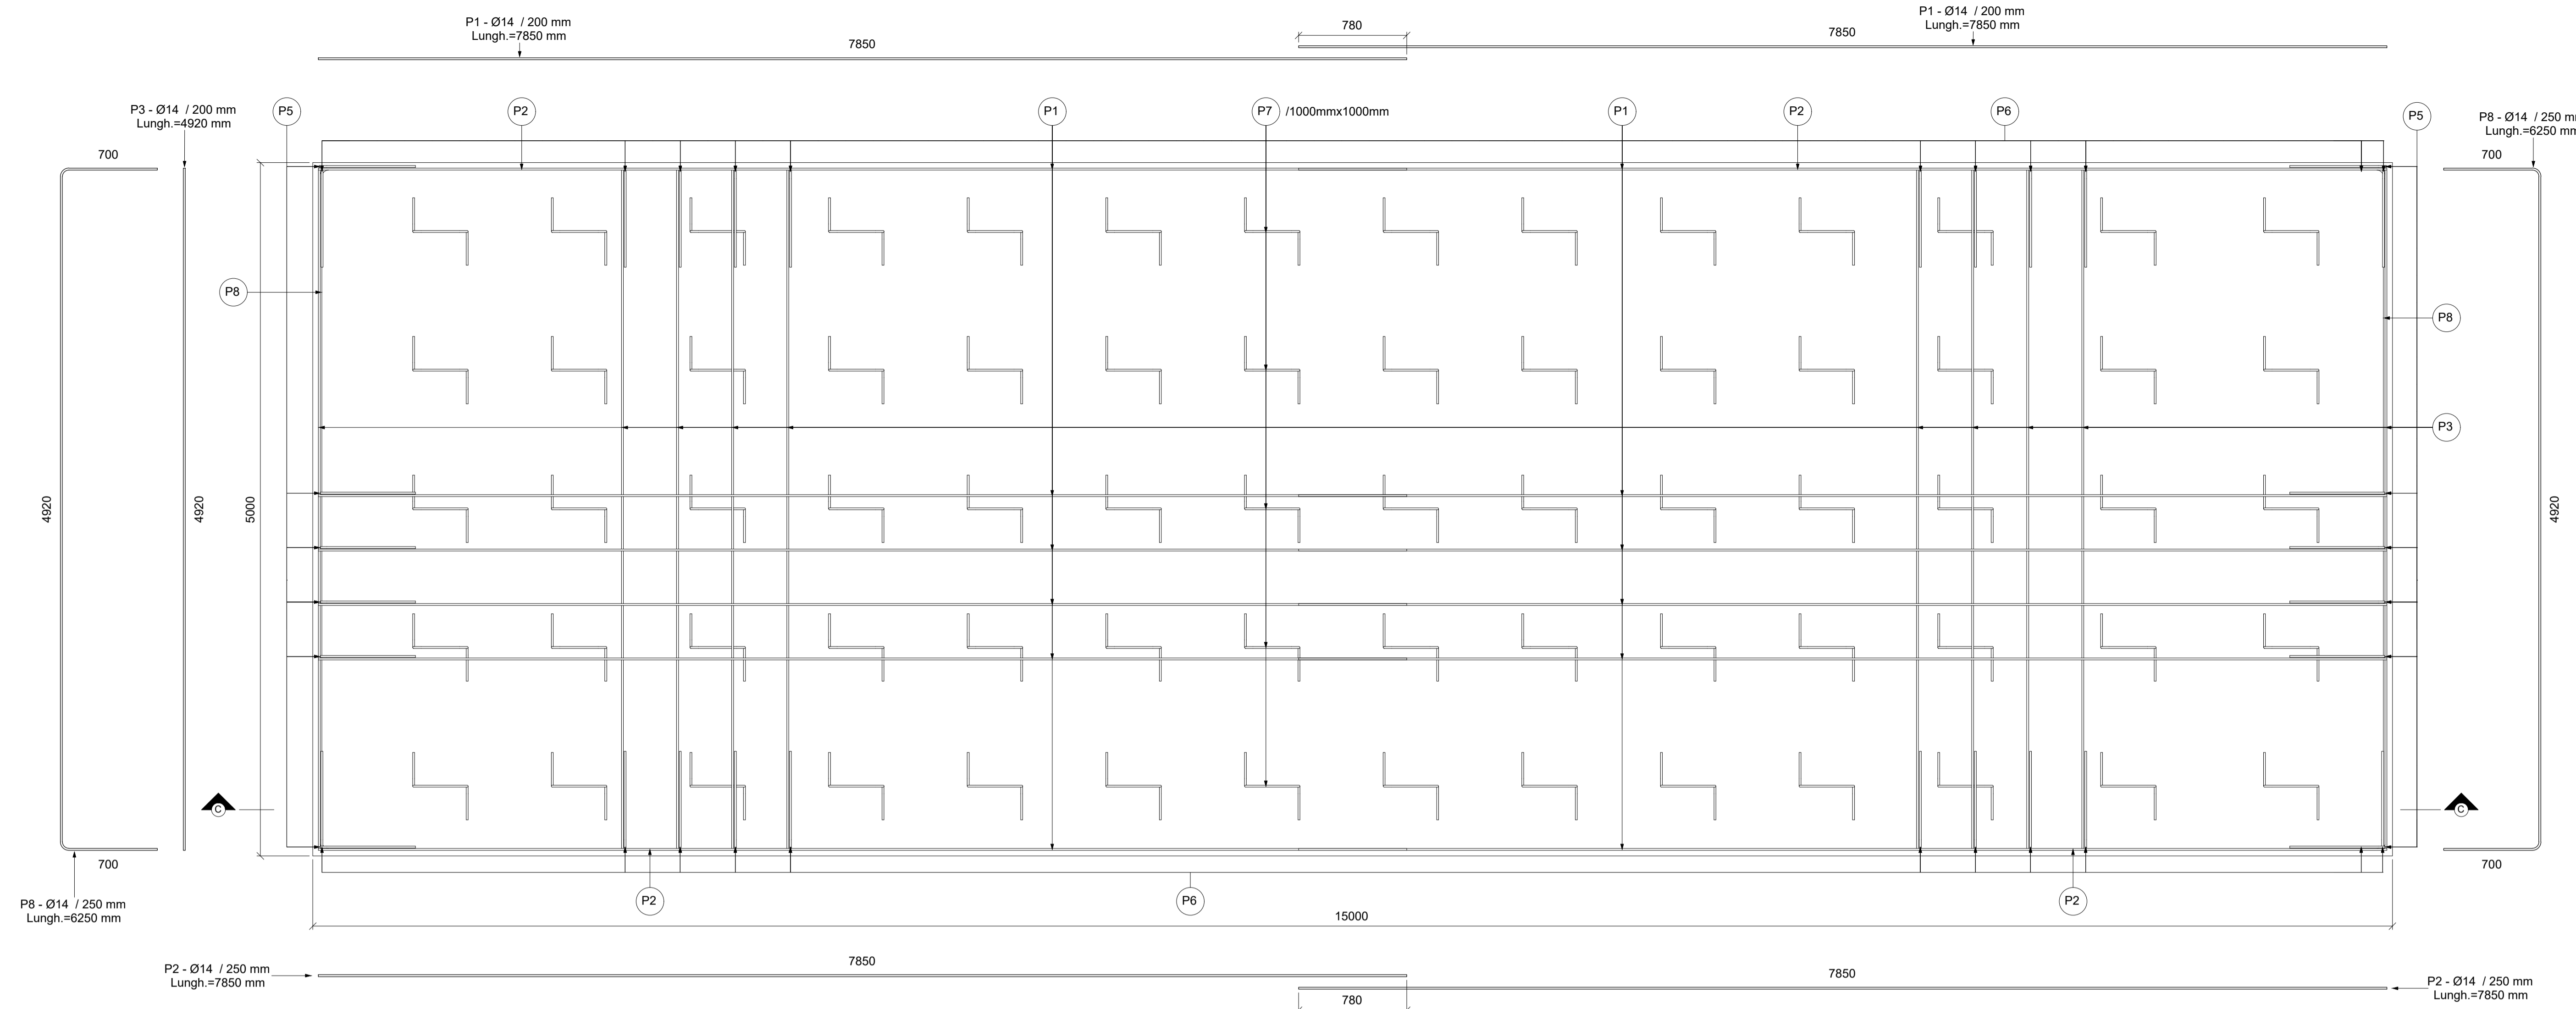 P1 - Ø14 / 200 mm
Lungh.=7850 mm
7850
780
7850
P1 - Ø14 / 200 mm
Lungh.=7850 mm
P3 - Ø14 / 200 mm
Lungh.=4920 mm
P5
P2
P1
P7 /1000mmx1000mm
P1
P2
P6
P5
P8 - Ø14 / 250 m
Lungh.=6250 mm
700
700
P8
P8
P3
4920
4920
5000
4920
C
C
700
700
P8 - Ø14 / 250 mm
Lungh.=6250 mm
P2
P6
P2
15000
P2 - Ø14 / 250 mm
Lungh.=7850 mm
7850
780
7850
P2 - Ø14 / 250 mm
Lungh.=7850 mm